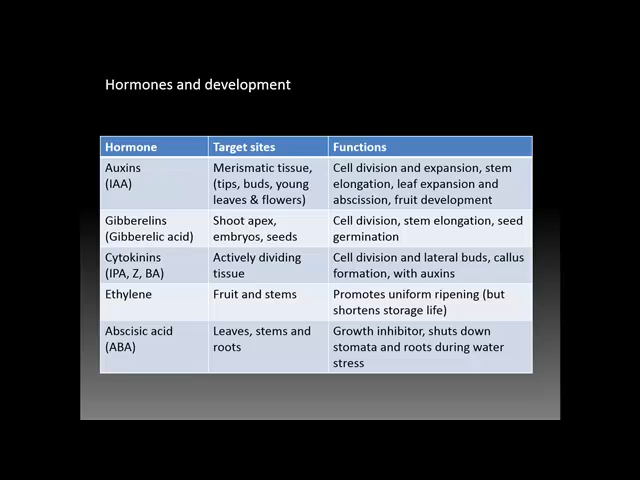 Hormones and development
Hormone Target sites Functions
Auxins Merismatic tissue, Cell division and expansion, stem
(IAA) (tips, buds, young elongation, leaf expansion and
leaves & flowers) abscission, fruit development
Gibberelins Shoot apex, Cell division, stem elongation, seed
(Gibberelic acid) embryos, seeds germination
Cytokinins Actively dividing Cell division and lateral buds, callus
(IPA, Z, BA) tissue formation, with auxins
Ethylene Fruit and stems Promotes uniform ripening (but
shortens storage life)
Abscisic acid Leaves, stems and Growth inhibitor, shuts down
(ABA) roots stomata and roots during water
stress